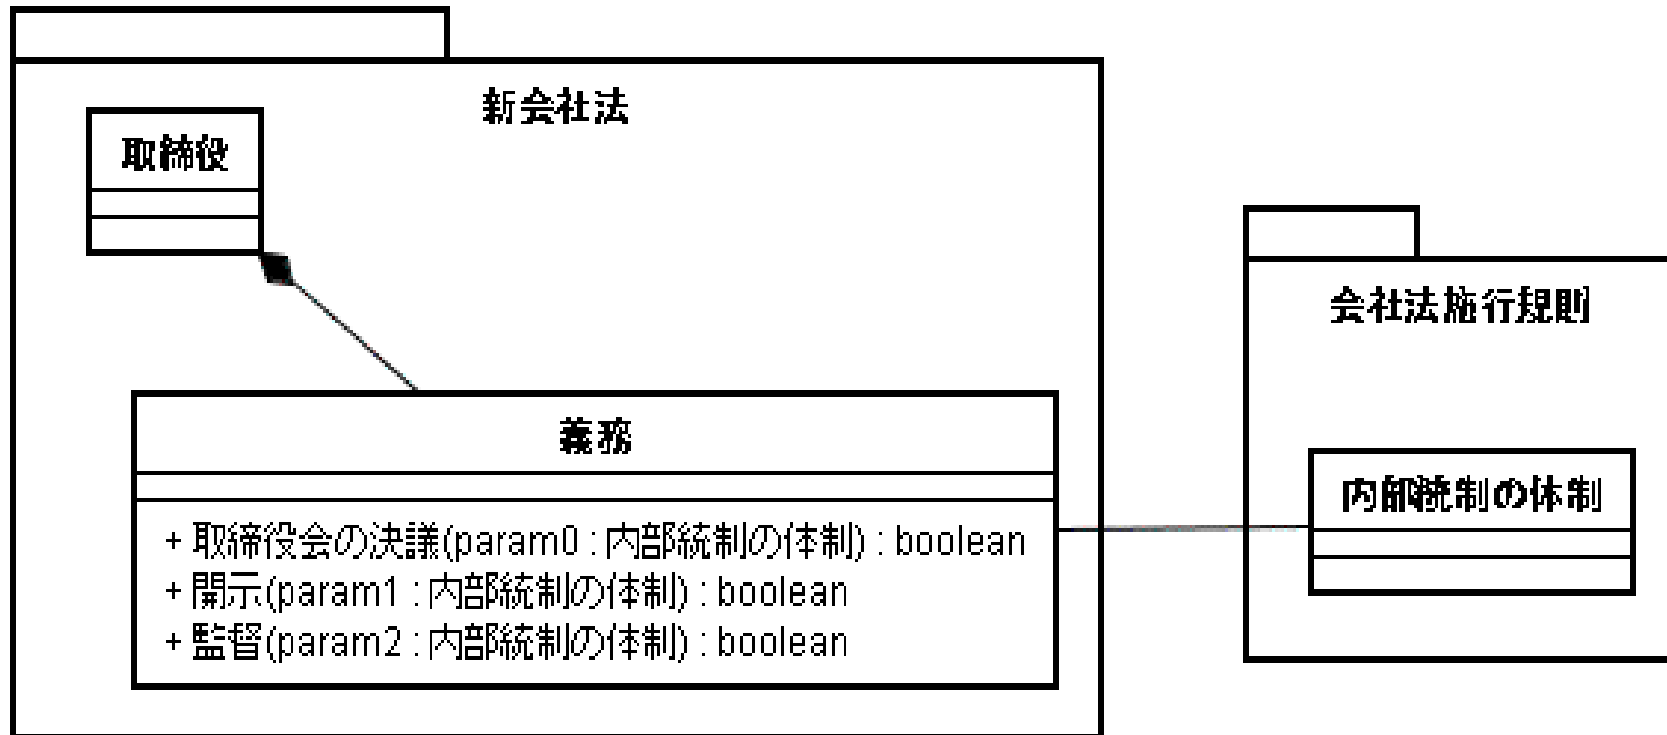 新会社法
取締役
義務
+ 取締役会の決議(param0 : 内部統制の体制) : boolean
+ 開示(param1 : 内部統制の体制) : boolean
+ 監督(param2 : 内部統制の体制) : boolean
会社法施行規則
内部統制の体制